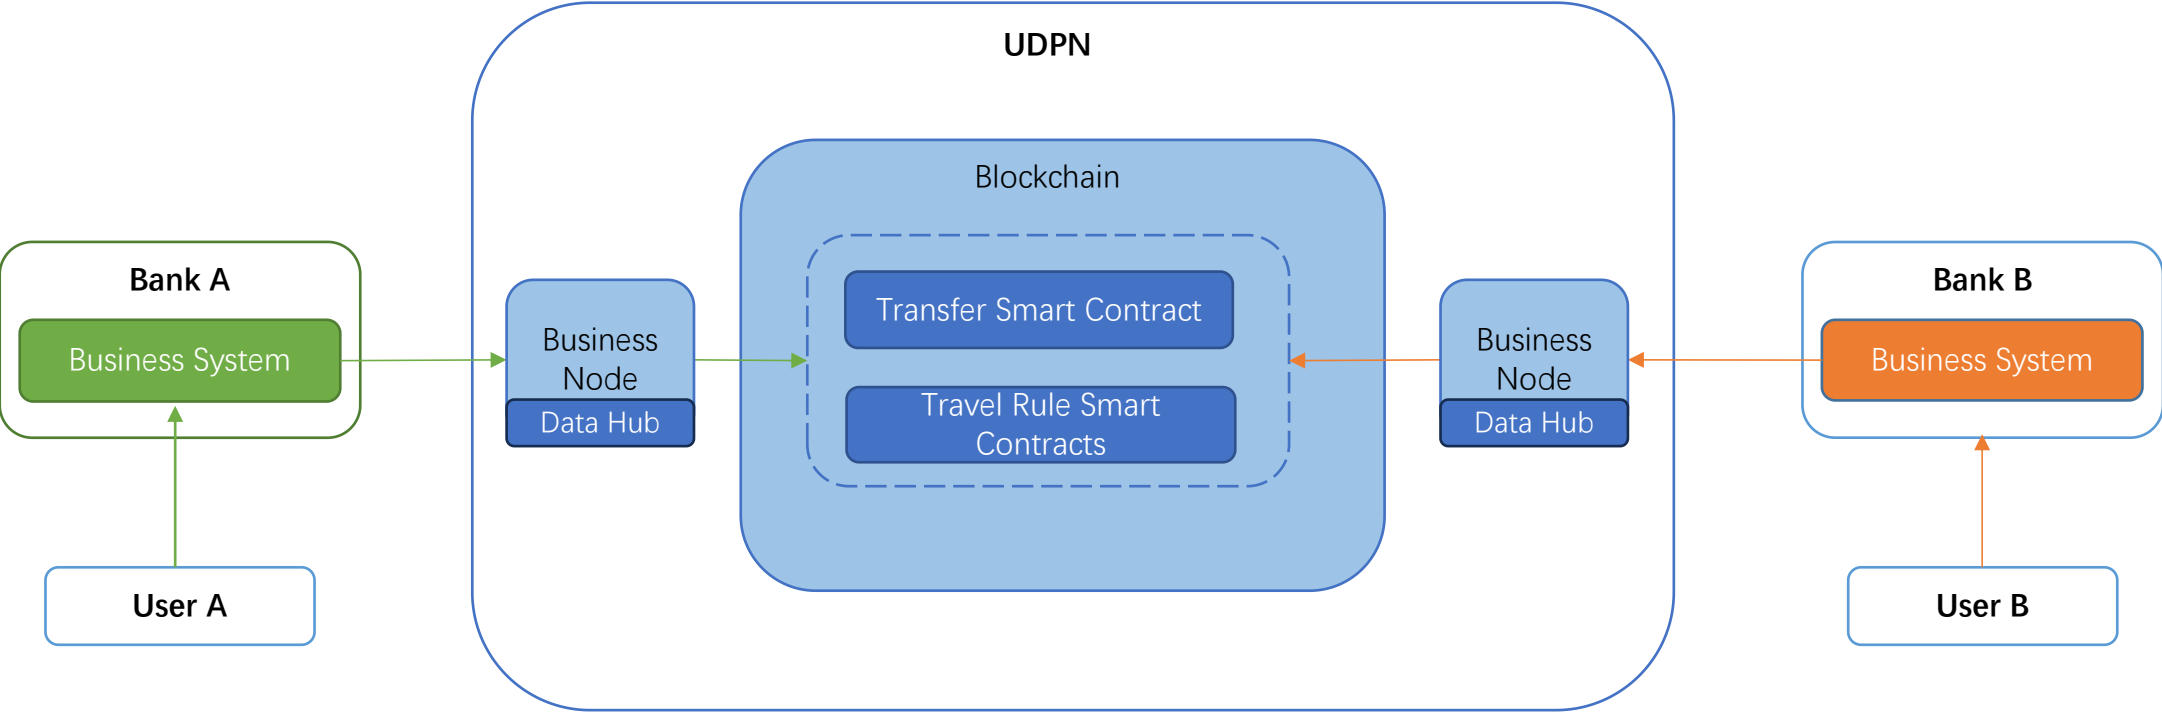 UDPN
Blockchain
Bank A
Business System
User A
Business
Node
Data Hub
Transfer Smart Contract
Travel Rule Smart
Contracts
Business
Node
Data Hub
Bank B
Business System
User B